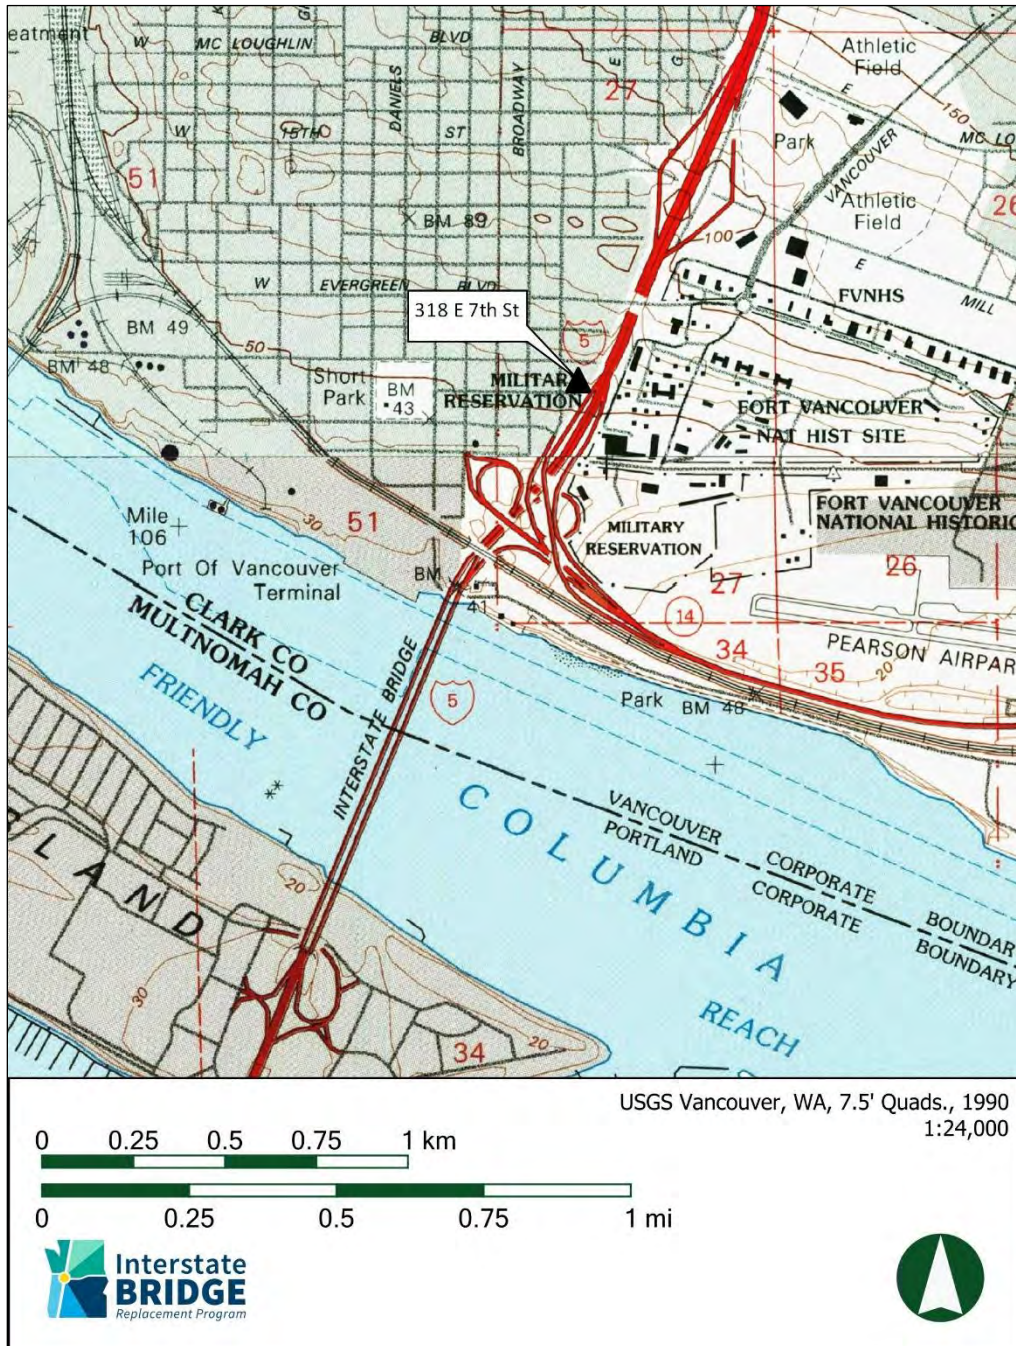 eatment
W
MC LOUGHLIN
BLVD
E
G
27
Athletic
Field
E
150
MC LO
Park
W
15TH
DANIELS
ST
BROADWAY
VANCOUVER
Athletic
Field
26
51
BM 89
100
W
EVERGREEN
BLVD
E
FVNHS
MILL
318 E 7th St
5
BM 49
BM 48
50
Short
Park
BM
43
MILITAR
RESERVATION
FORT VANCOUVER
NAT HIST SITE
Mile
106
30
51
MILITARY
RESERVATION
FORT VANCOUVER
NATIONAL HISTORIC
Port Of Vancouver
Terminal
BM
41
27
26
14
CLARK CO
MULTNOMAH CO
34
35
20
PEARSON AIRPAR
FRIENDLY
INTERSTATE BRIDGE
5
Park
BM 48
COLUMBIA
REACH
VANCOUVER
PORTLAND
CORPORATE
CORPORATE
BOUNDAR
BOUNDARY
LAND
20
30
34
20
USGS Vancouver, WA, 7.5' Quads., 1990
1:24,000
0 0.25 0.5 0.75 1 km
0 0.25 0.5 0.75 1 mi
Interstate
BRIDGE
Replacement Program